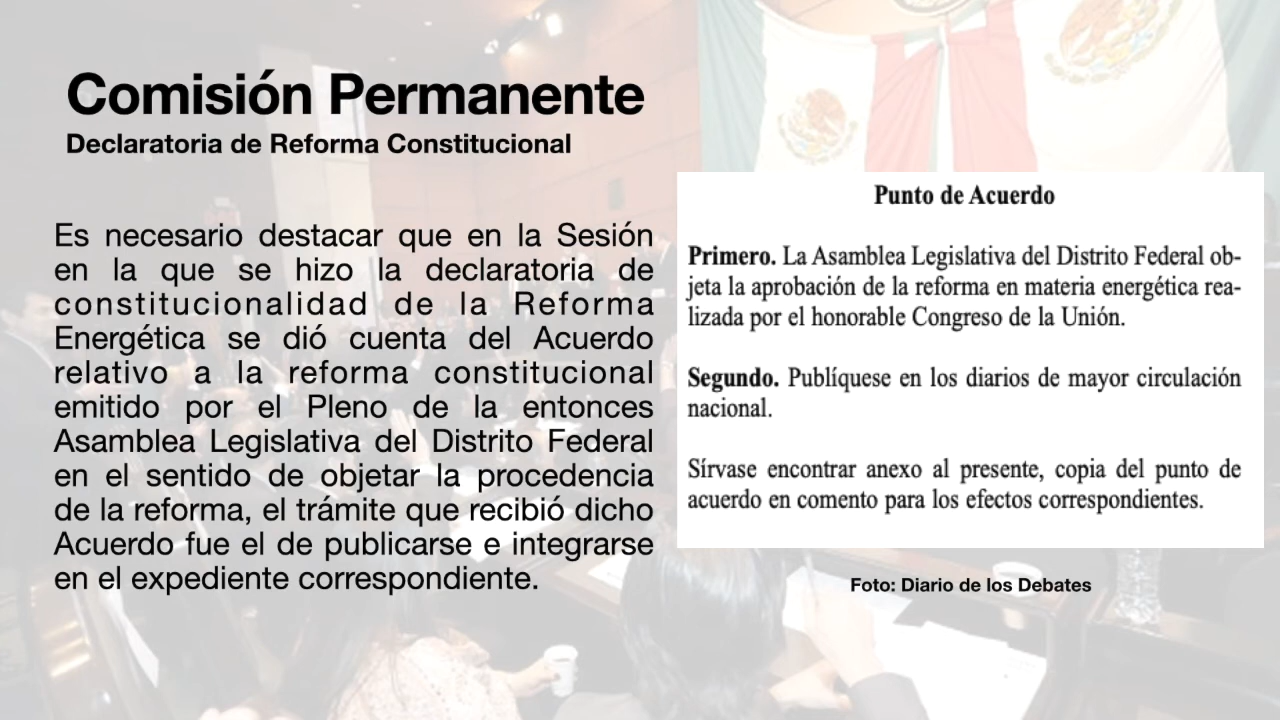 Comisión Permanente
Declaratoria de Reforma Constitucional
Es necesario destacar que en la Sesión
en la que se hizo la declaratoria de
constitucionalidad de la Reforma
Energética se dió cuenta del Acuerdo
relativo a la reforma constitucional
emitido por el Pleno de la entonces
Asamblea Legislativa del Distrito Federal
en el sentido de objetar la procedencia
de la reforma, el trámite que recibió dicho
Acuerdo fue el de publicarse e integrarse
en el expediente correspondiente.
Punto de Acuerdo
Primero. La Asamblea Legislativa del Distrito Federal ob-
jeta la aprobación de la reforma en materia energética rea-
lizada por el honorable Congreso de la Unión.
Segundo. Publíquese en los diarios de mayor circulación
nacional.
Sírvase encontrar anexo al presente, copia del punto de
acuerdo en comento para los efectos correspondientes.
Foto: Diario de los Debates